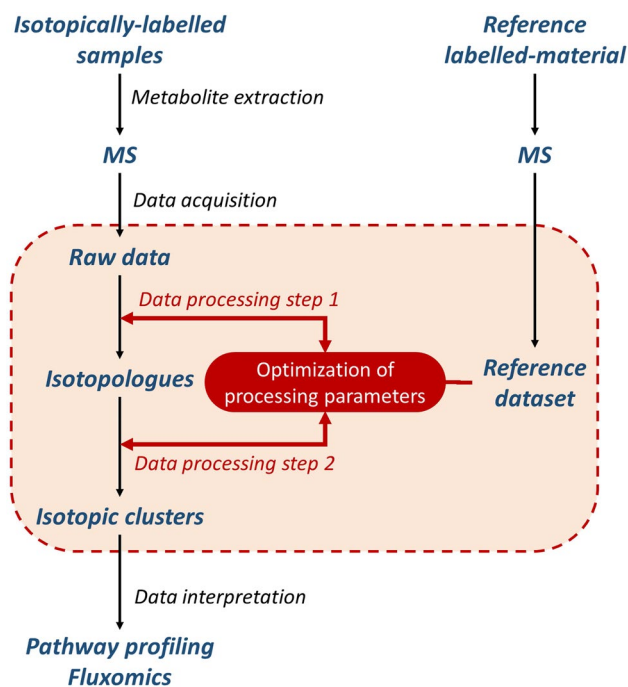 Isotopically-labelled
samples
Reference
labelled-material
Metabolite extraction
MS
MS
Data acquisition
Raw data
Data processing step 1
Isotopologues
Optimization of
processing parameters
Reference
dataset
Data processing step 2
Isotopic clusters
Data interpretation
Pathway profiling
Fluxomics